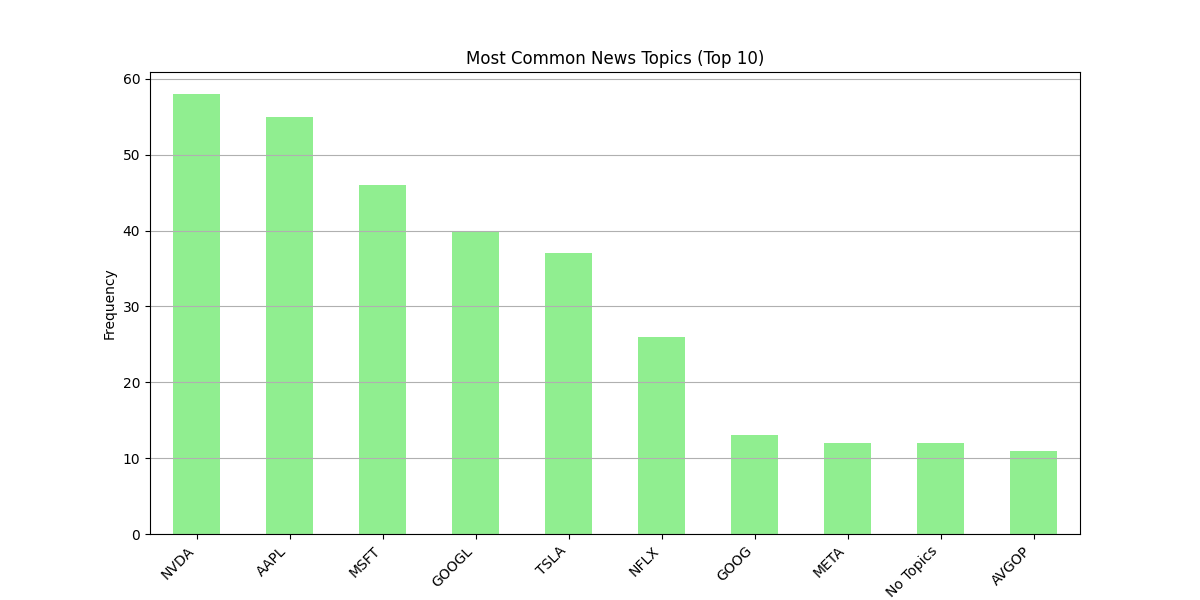 Most Common News Topics (Top 10)
60
50
40
30
20
10
0
Frequency
NVDA
AAPL
MSFT
GOOGL
TSLA
NFLX
GOOG
META
No Topics
AVGOP